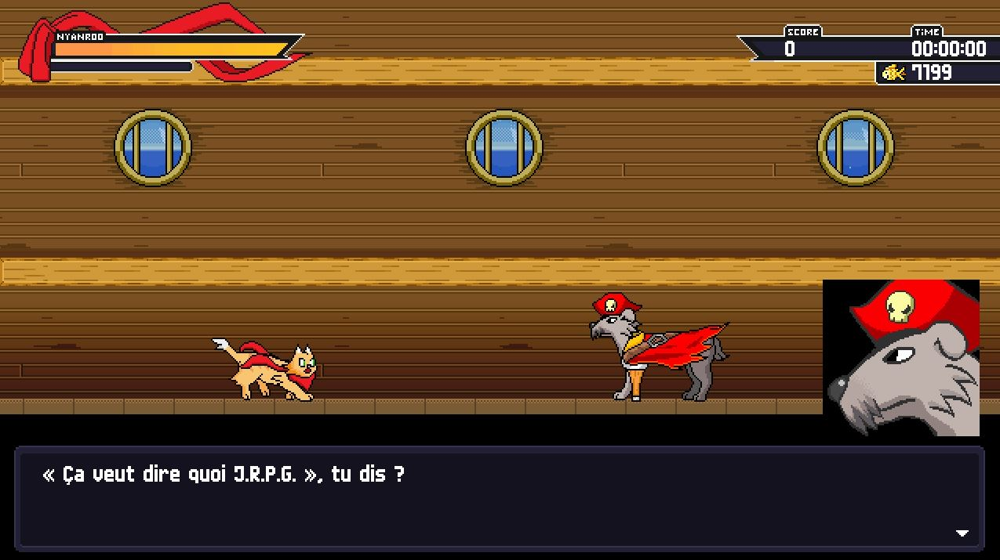 NYANROO
SCORE
0
TIME
00:00:00
7199
« Ça veut dire quoi J.R.P.G. », tu dis ?